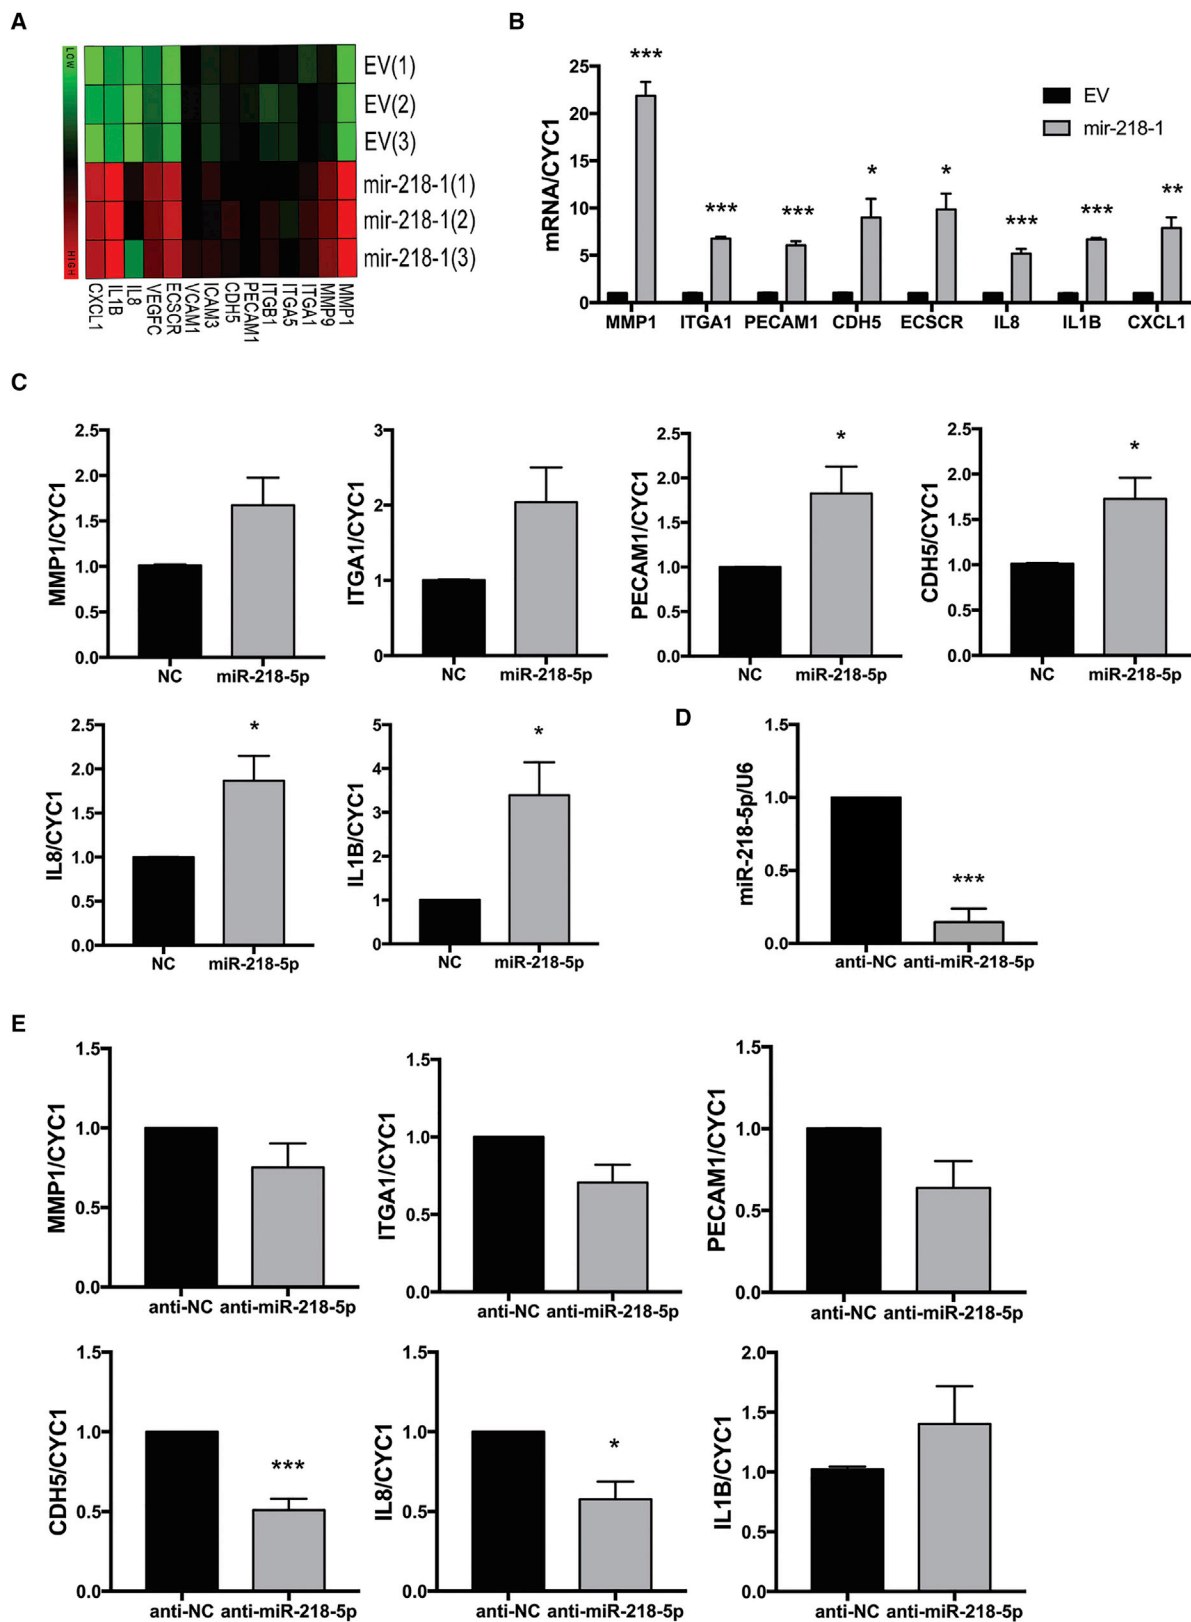 A
LOW
HIGH
EV(1)
EV(2)
EV(3)
mir-218-1(1)
mir-218-1(2)
mir-218-1(3)
CXCL1
IL1B
IL8
VEGFC
ECSCR
VCAM1
ICAM3
CDH5
PECAM1
ITGB1
ITGA5
ITGA1
MMP9
MMP1
B
mRNA/CYC1
25
20
15
10
5
0
***
***
***
*
*
***
***
**
EV
mir-218-1
MMP1 ITGA1 PECAM1 CDH5 ECSCR IL8 IL1B CXCL1
C
MMP1/CYC1
2.5
2.0
1.5
1.0
0.5
0.0
NC miR-218-5p
ITGA1/CYC1
3
2
1
0
NC miR-218-5p
PECAM1/CYC1
2.5
2.0
1.5
1.0
0.5
0.0
*
NC miR-218-5p
CDH5/CYC1
2.5
2.0
1.5
1.0
0.5
0.0
*
NC miR-218-5p
IL8/CYC1
2.5
2.0
1.5
1.0
0.5
0.0
*
NC miR-218-5p
IL1B/CYC1
5
4
3
2
1
0
*
NC miR-218-5p
D
miR-218-5p/U6
1.5
1.0
0.5
0.0
***
anti-NC anti-miR-218-5p
E
MMP1/CYC1
1.5
1.0
0.5
0.0
anti-NC anti-miR-218-5p
ITGA1/CYC1
1.5
1.0
0.5
0.0
anti-NC anti-miR-218-5p
PECAM1/CYC1
1.5
1.0
0.5
0.0
anti-NC anti-miR-218-5p
CDH5/CYC1
1.5
1.0
0.5
0.0
***
anti-NC anti-miR-218-5p
IL8/CYC1
1.5
1.0
0.5
0.0
*
anti-NC anti-miR-218-5p
IL1B/CYC1
2.0
1.5
1.0
0.5
0.0
anti-NC anti-miR-218-5p